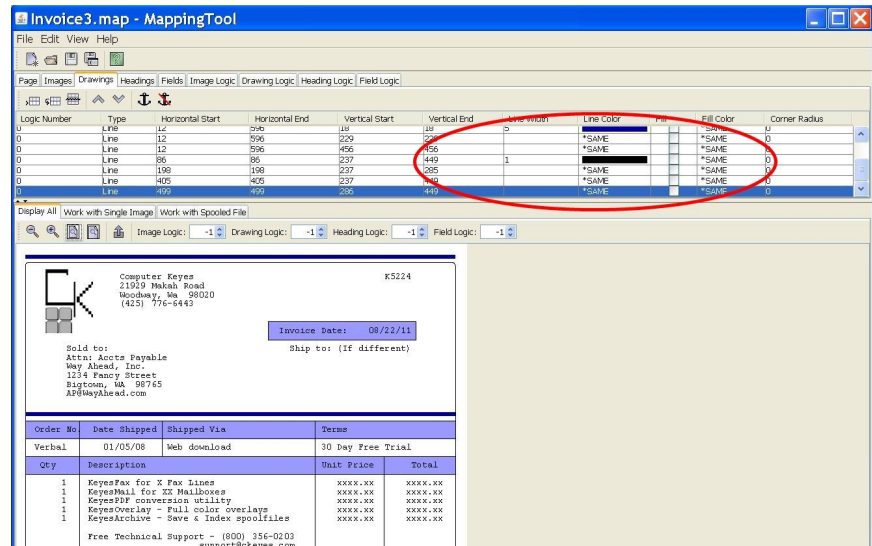 Invoice3.map - MappingTool
File Edit View Help
Page Images Drawings Headings Fields Image Logic Drawing Logic Heading Logic Field Logic
Logic Number Type Horizontal Start Horizontal End Vertical Start Vertical End Line Width Line Color Fill Fill Color Corner Radius
0 Line 12 596 18 18 5 *SAME 0
0 Line 12 596 229 229 *SAME *SAME 0
0 Line 12 596 456 456 *SAME *SAME 0
0 Line 86 86 237 449 1 *SAME 0
0 Line 198 198 237 285 *SAME *SAME 0
0 Line 405 405 237 449 *SAME *SAME 0
0 Line 499 499 286 449 *SAME *SAME 0
Display All Work with Single Image Work with Spooled File
Image Logic: -1 Drawing Logic: -1 Heading Logic: -1 Field Logic: -1
CK
Computer Keyes K5224
21929 Makah Road
Woodway, Wa 98020
(425) 776-6443
Invoice Date: 08/22/11
Sold to: Ship to: (If different)
Attn: Accts Payable
Way Ahead, Inc.
1234 Fancy Street
Bigtown, WA 98765
AP@WayAhead.com
Order No. Date Shipped Shipped Via Terms
Verbal 01/05/08 Web download 30 Day Free Trial
Qty Description Unit Price Total
1 KeyesFax for X Fax Lines xxxx.xx xxxx.xx
1 KeyesMail for XX Mailboxes xxxx.xx xxxx.xx
1 KeyesPDF conversion utility xxxx.xx xxxx.xx
1 KeyesOverlay - Full color overlays xxxx.xx xxxx.xx
1 KeyesArchive - Save & Index spoolfiles xxxx.xx xxxx.xx
Free Technical Support - (800) 356-0203
support@ckeyes.com